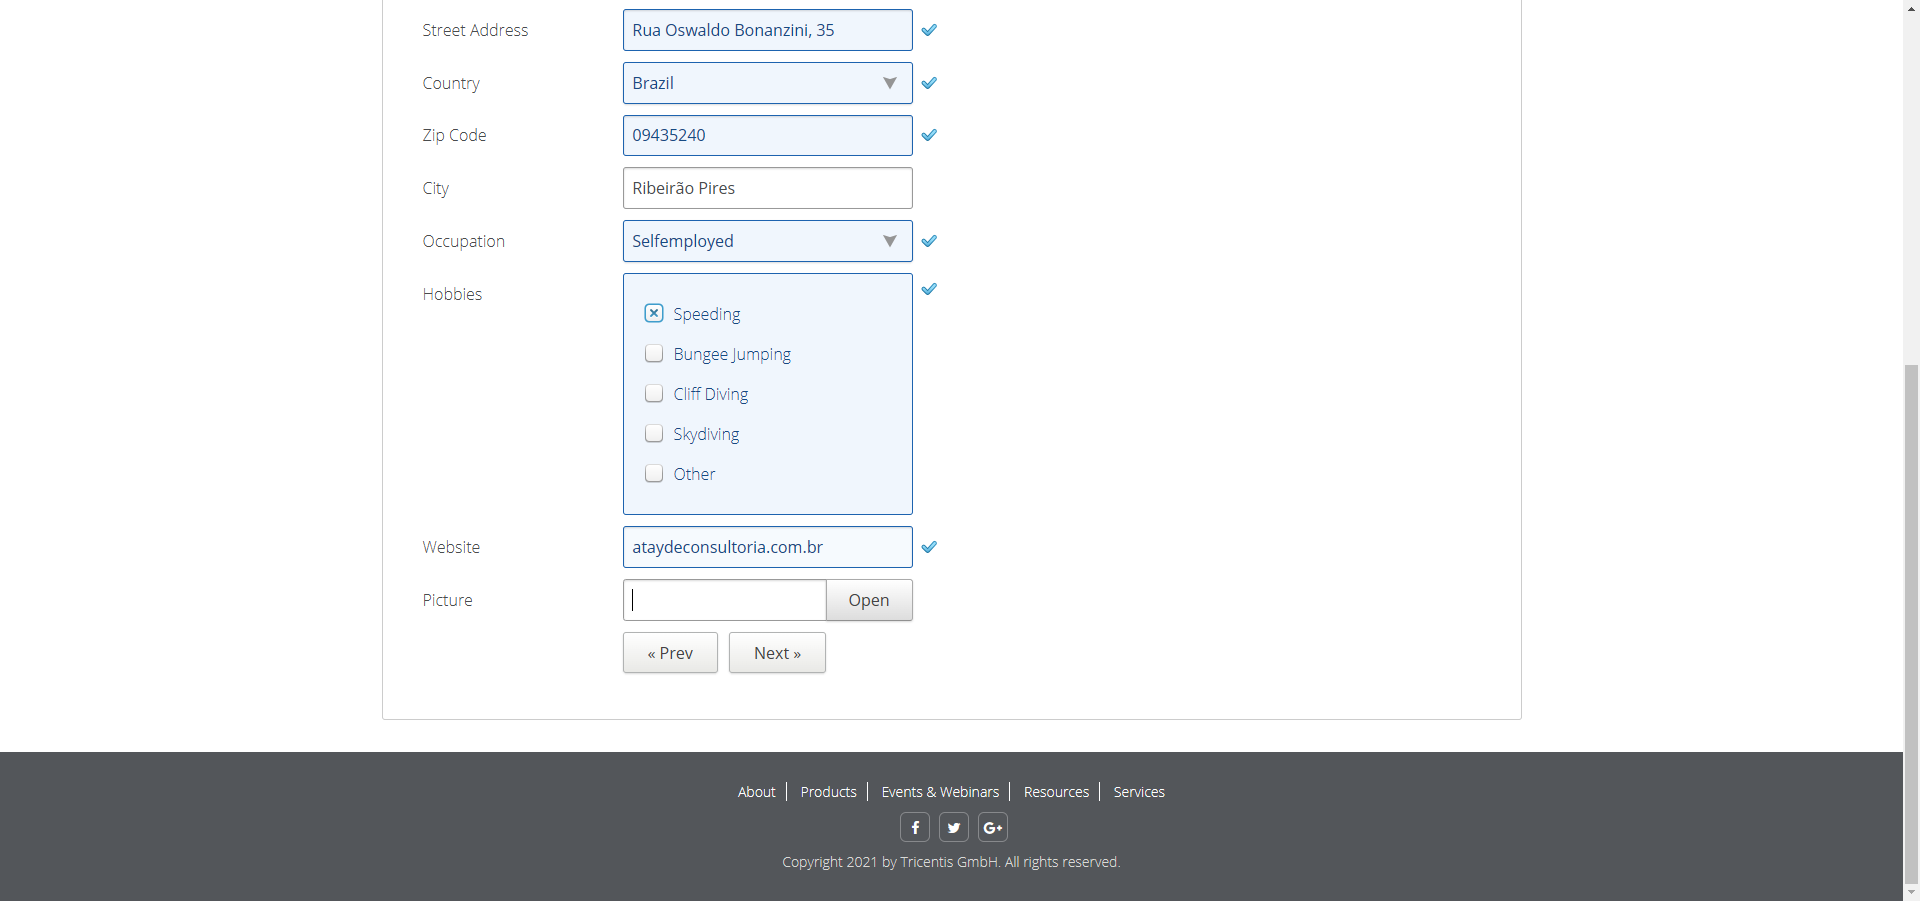 Street Address
Rua Oswaldo Bonanzini, 35
Country
Brazil
Zip Code
09435240
City
Ribeirão Pires
Occupation
Selfemployed
Hobbies
Speeding
Bungee Jumping
Cliff Diving
Skydiving
Other
Website
ataydeconsultoria.com.br
Picture
Open
« Prev
Next »
About
Products
Events & Webinars
Resources
Services
Copyright 2021 by Tricentis GmbH. All rights reserved.